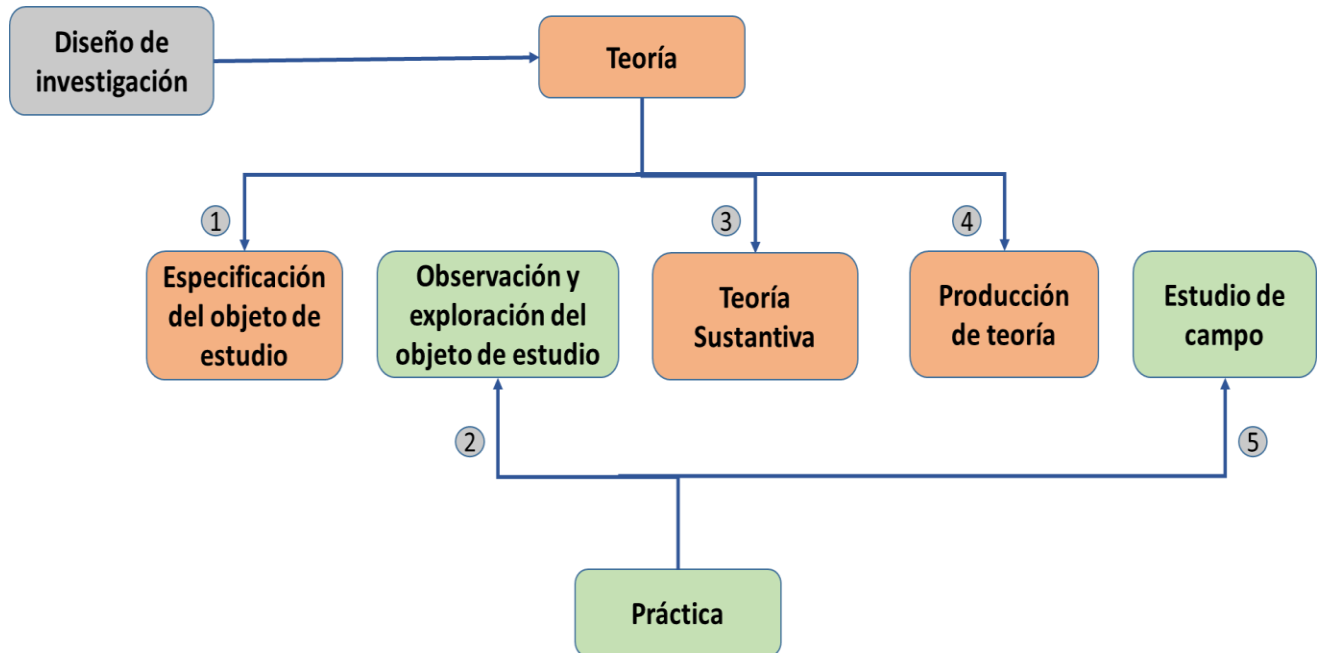 Diseño de
investigación
Teoría
1
3
4
Especificación
del objeto de
estudio
Observación y
exploración del
objeto de estudio
Teoría
Sustantiva
Producción
de teoría
Estudio de
campo
2
5
Práctica